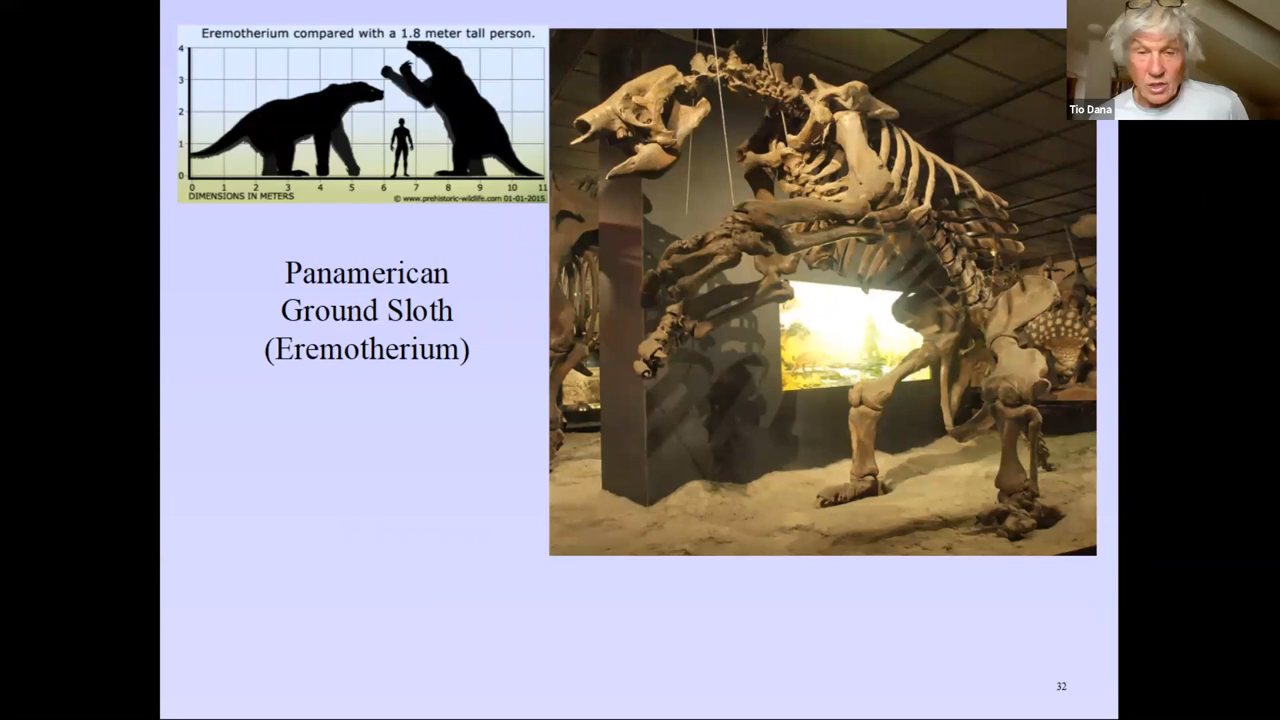 Eremotherium compared with a 1.8 meter tall person.
4
3
2
1
0
0 1 2 3 4 5 6 7 8 9 10 11
DIMENSIONS IN METERS
© www.prehistoric-wildlife.com 01-01-2015
Tio Dana
Panamerican
Ground Sloth
(Eremotherium)
32